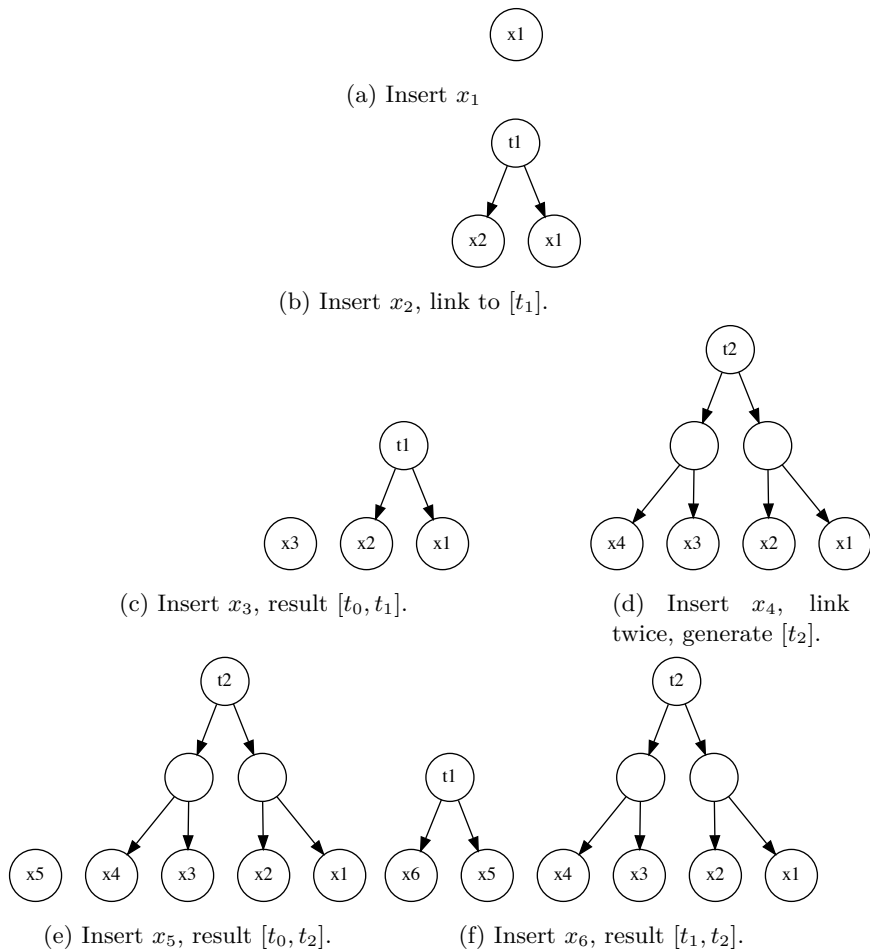 x1
(a) Insert x₁
t1
x2 x1
(b) Insert x₂, link to [t₁].
t2
t1
x3 x2 x1
x4 x3 x2 x1
(c) Insert x₃, result [t₀, t₁].
(d) Insert x₄, link
twice, generate [t₂].
t2
t2
t1
x5 x4 x3 x2 x1
x6 x5 x4 x3 x2 x1
(e) Insert x₅, result [t₀, t₂].
(f) Insert x₆, result [t₁, t₂].